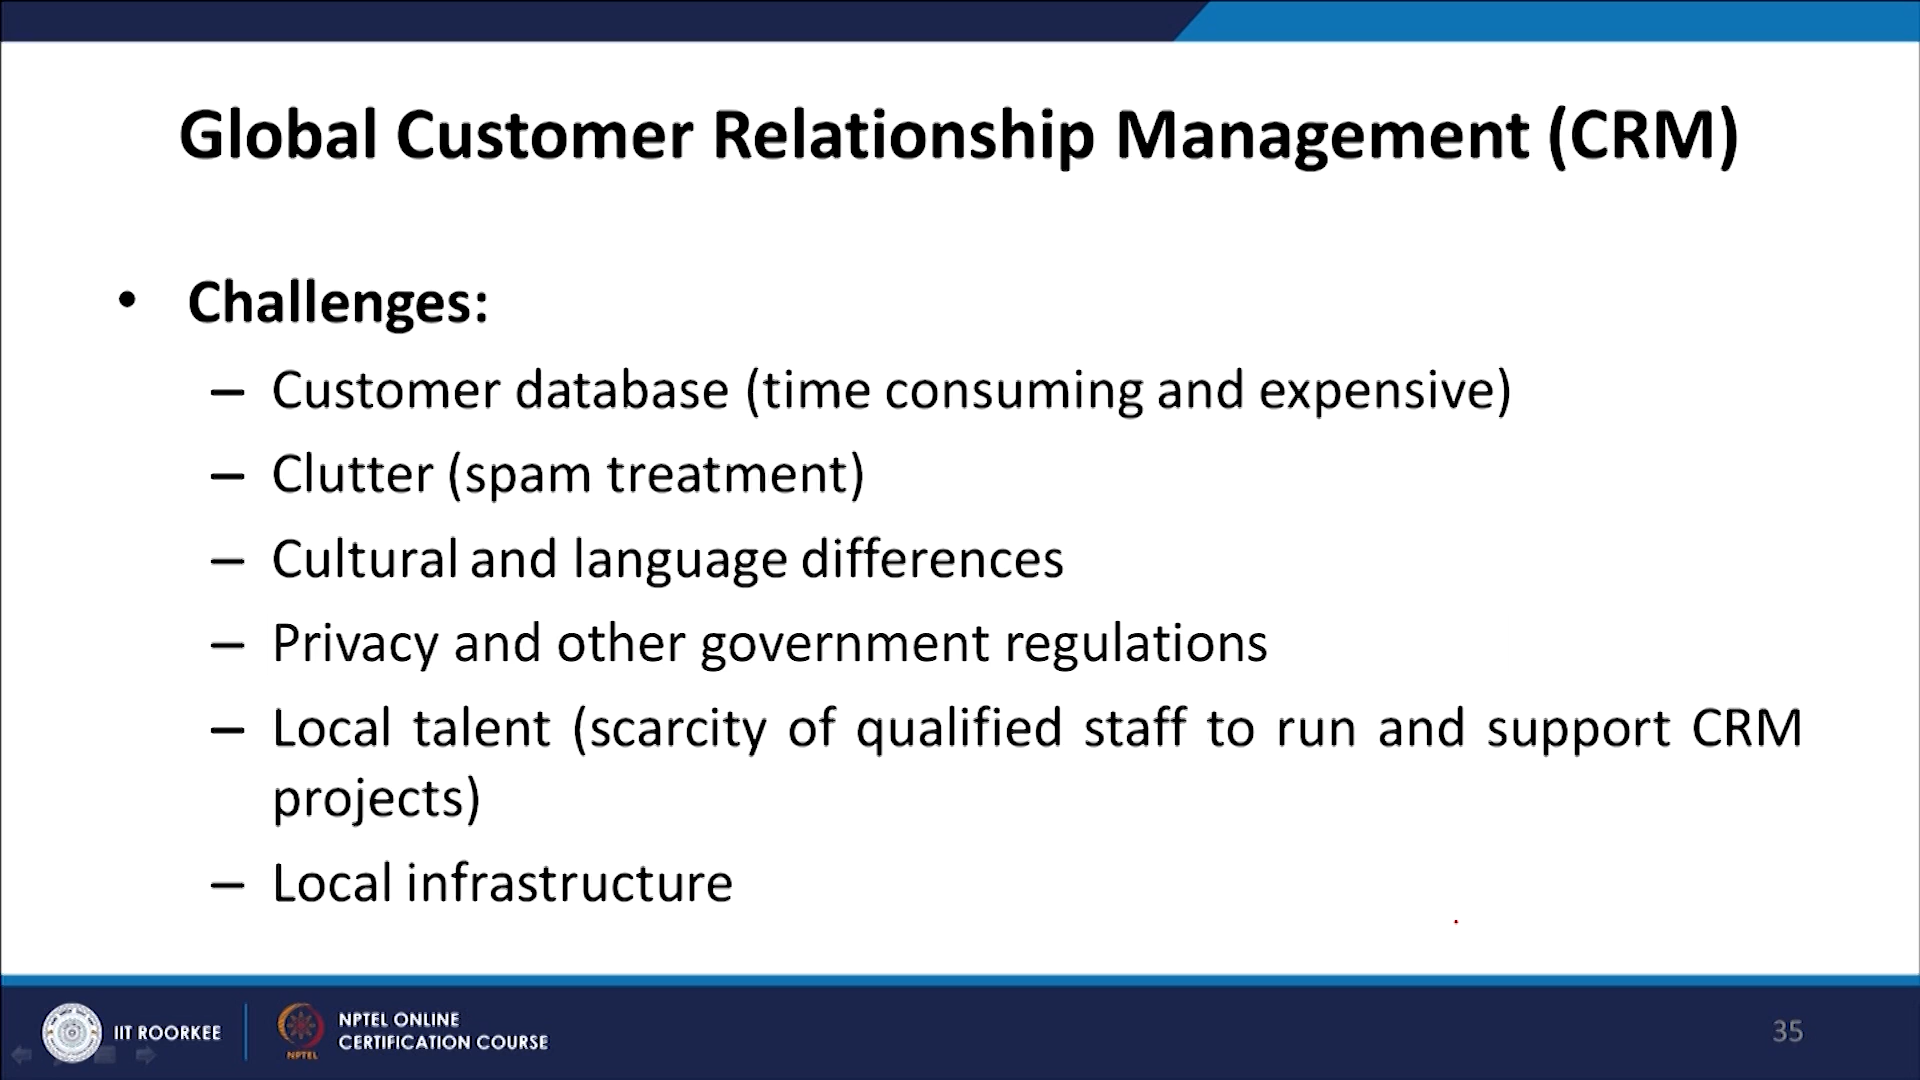 Global Customer Relationship Management (CRM)
• Challenges:
– Customer database (time consuming and expensive)
– Clutter (spam treatment)
– Cultural and language differences
– Privacy and other government regulations
– Local talent (scarcity of qualified staff to run and support CRM
projects)
– Local infrastructure
IIT ROORKEE
NPTEL
NPTEL ONLINE
CERTIFICATION COURSE
35